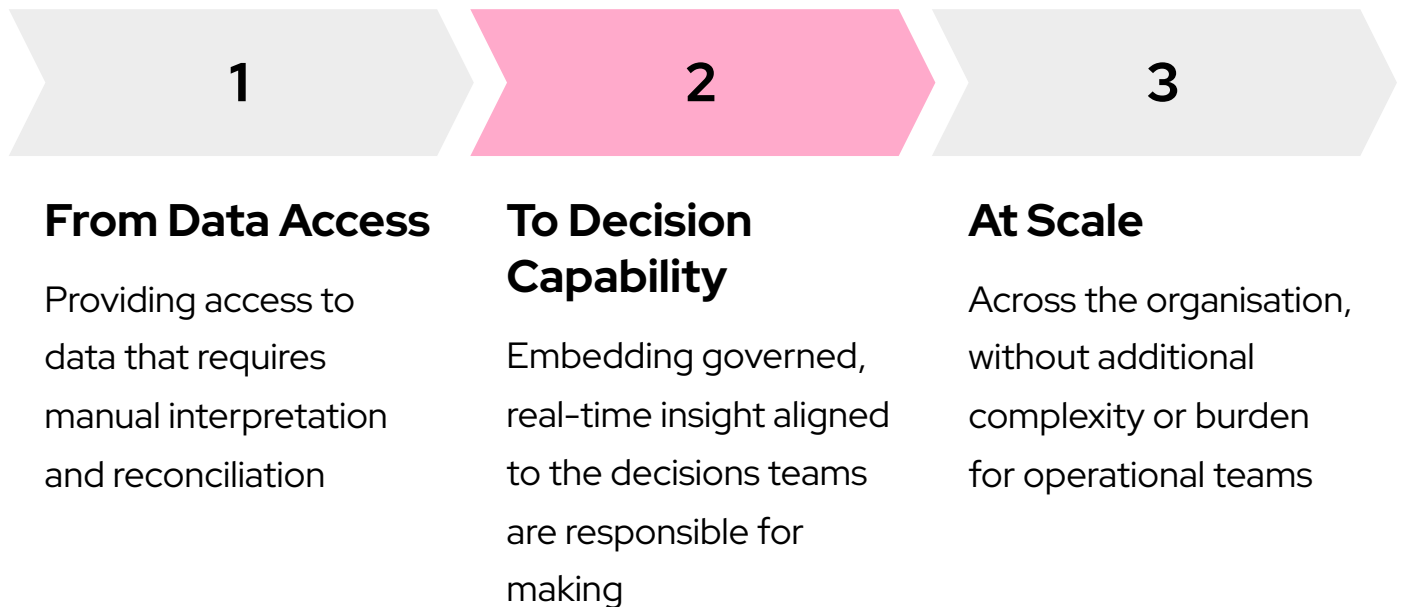 1
2
3
From Data Access
Providing access to
data that requires
manual interpretation
and reconciliation
To Decision
Capability
Embedding governed,
real-time insight aligned
to the decisions teams
are responsible for
making
At Scale
Across the organisation,
without additional
complexity or burden
for operational teams